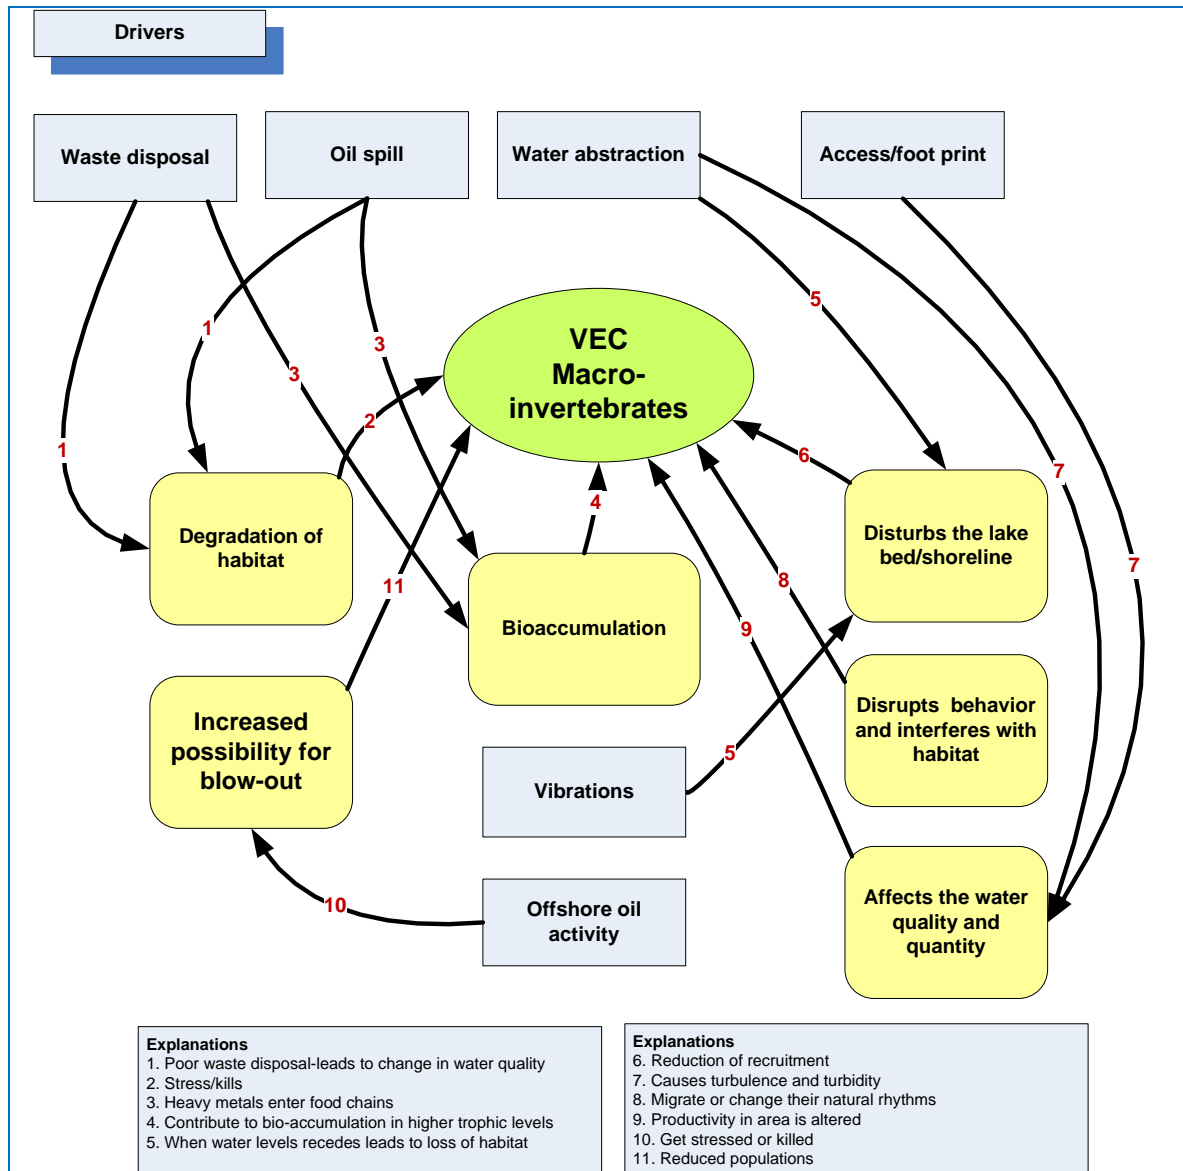 Drivers
Waste disposal
Oil spill
Water abstraction
Access/foot print
5
1
3
3
VEC
Macro-
invertebrates
2
1
6
7
4
7
Degradation of
habitat
Disturbs the lake
bed/shoreline
11
8
Bioaccumulation
9
Increased
possibility for
blow-out
Disrupts behavior
and interferes with
habitat
5
Vibrations
10
Offshore oil
activity
Affects the water
quality and
quantity
Explanations
1. Poor waste disposal-leads to change in water quality
2. Stress/kills
3. Heavy metals enter food chains
4. Contribute to bio-accumulation in higher trophic levels
5. When water levels recedes leads to loss of habitat
Explanations
6. Reduction of recruitment
7. Causes turbulence and turbidity
8. Migrate or change their natural rhythms
9. Productivity in area is altered
10. Get stressed or killed
11. Reduced populations